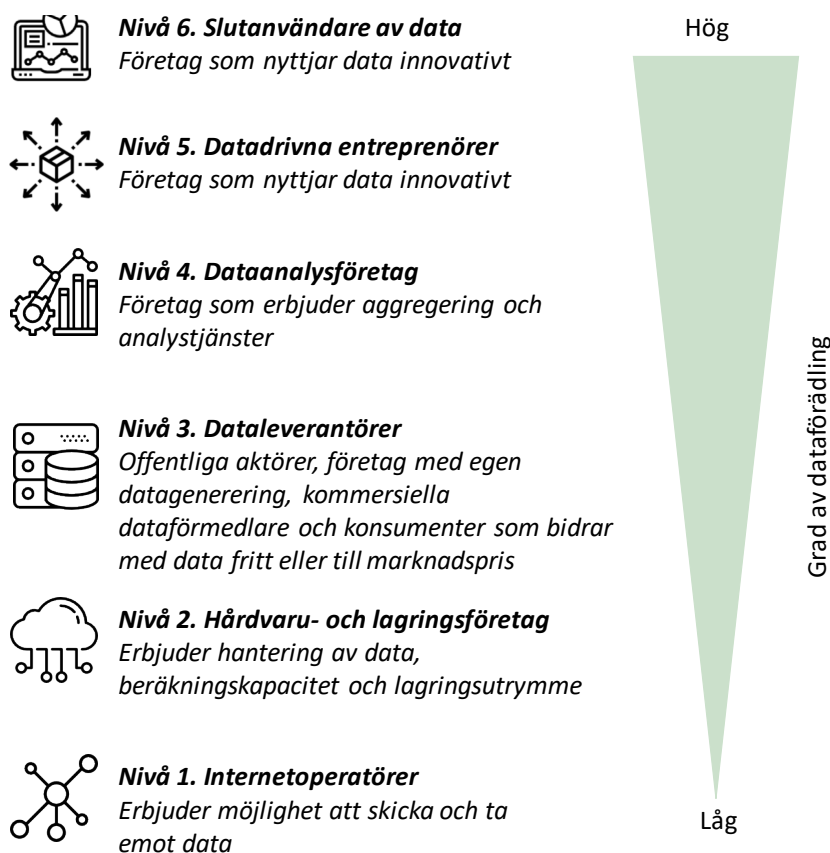 Nivå 6. Slutanvändare av data
Företag som nyttjar data innovativt
Hög
Nivå 5. Datadrivna entreprenörer
Företag som nyttjar data innovativt
Nivå 4. Dataanalysföretag
Företag som erbjuder aggregering och
analystjänster
Nivå 3. Dataleverantörer
Offentliga aktörer, företag med egen
datagenerering, kommersiella
dataförmedlare och konsumenter som bidrar
med data fritt eller till marknadspris
Grad av dataförädling
Nivå 2. Hårdvaru- och lagringsföretag
Erbjuder hantering av data,
beräkningskapacitet och lagringsutrymme
Nivå 1. Internetoperatörer
Erbjuder möjlighet att skicka och ta
emot data
Låg